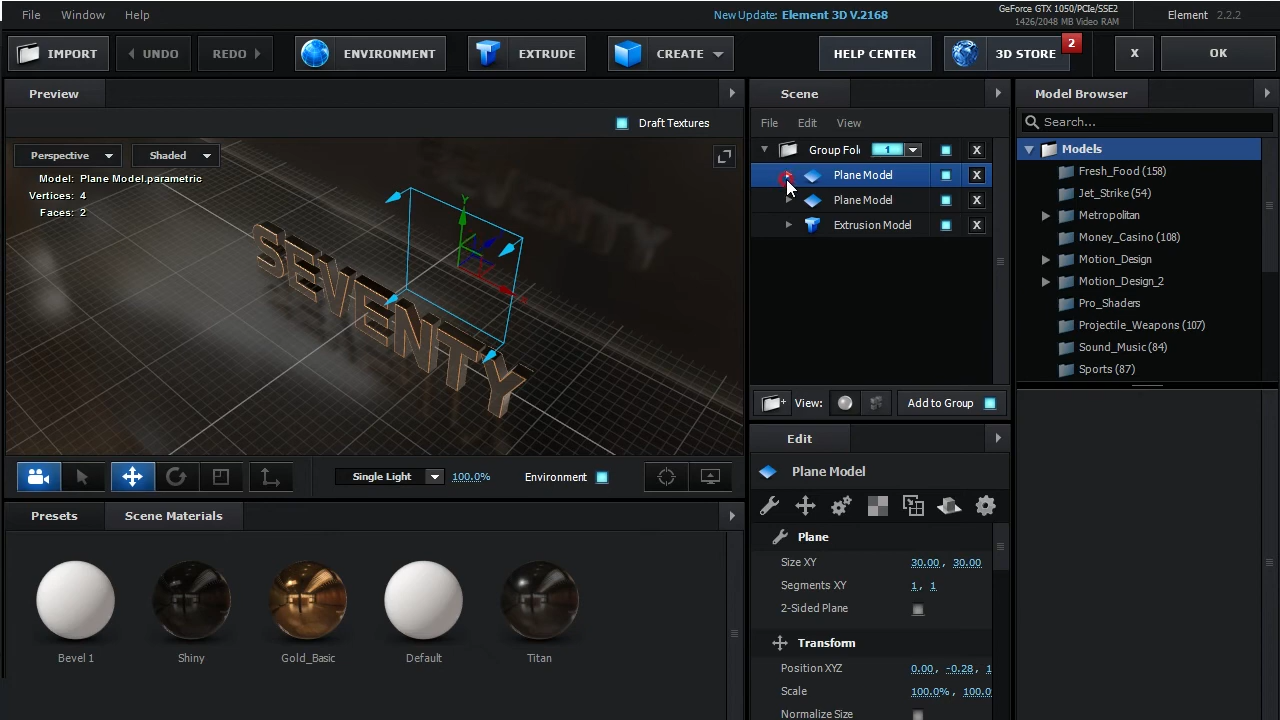 File Window Help
New Update: Element 3D V.2168
GeForce GTX 1050/PCIe/SSE2
1426/2048 MB Video RAM
Element 2.2.2
IMPORT UNDO REDO ENVIRONMENT EXTRUDE CREATE HELP CENTER 3D STORE 2 X OK
Preview
Draft Textures
Perspective Shaded
Model: Plane Model.parametric
Vertices: 4
Faces: 2
SEVENTY
SEVENTY
Y
Single Light 100.0% Environment
Presets Scene Materials
Bevel 1 Shiny Gold_Basic Default Titan
Scene
File Edit View
Group Fol 1 X
Plane Model X
Plane Model X
Extrusion Model X
View: Add to Group
Edit
Plane Model
Plane
Size XY 30.00, 30.00
Segments XY 1, 1
2-Sided Plane
Transform
Position XYZ 0.00, -0.28, 1
Scale 100.0%, 100.0
Normalize Size
Model Browser
Search...
Models
Fresh_Food (158)
Jet_Strike (54)
Metropolitan
Money_Casino (108)
Motion_Design
Motion_Design_2
Pro_Shaders
Projectile_Weapons (107)
Sound_Music (84)
Sports (87)